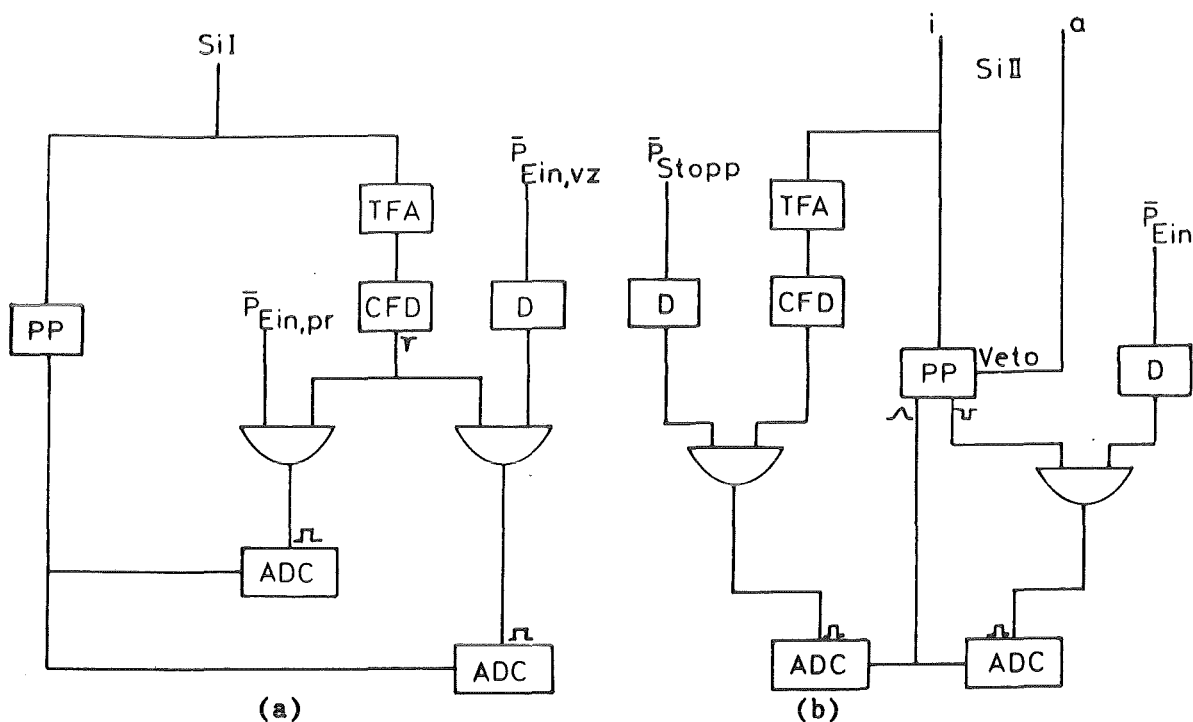 SiI
P̄Ein,vz
TFA
P̄Ein,pr
CFD
D
PP
ADC
ADC
(a)
i
a
SiII
P̄Stopp
TFA
P̄Ein
D
CFD
Veto
PP
D
ADC
ADC
(b)